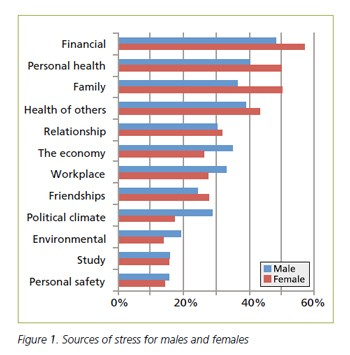 Financial
Personal health
Family
Health of others
Relationship
The economy
Workplace
Friendships
Political climate
Environmental
Study
Personal safety
Male
Female
0% 20% 40% 60%
Figure 1. Sources of stress for males and females